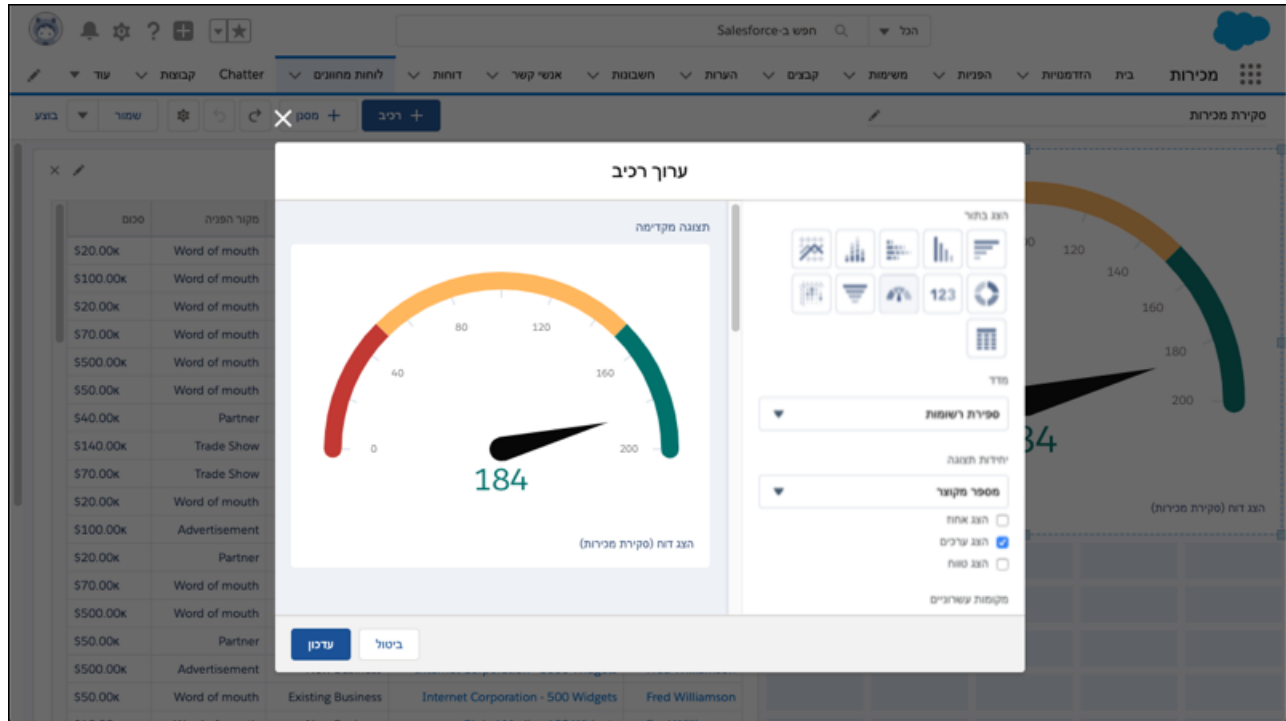 הכל
חפש ב-Salesforce
מכירות
בית
הזדמנויות
הפניות
משימות
קבצים
הערות
חשבונות
אנשי קשר
דוחות
לוחות מחוונים
Chatter
קבוצות
עוד
סקירת מכירות
+ רכיב
+ מסנן
שמור
בוצע
ערוך רכיב
הצג בתור
123
מדד
ספירת רשומות
יחידות תצוגה
מספר מקוצר
הצג אחוז
הצג ערכים
הצג טווח
מקומות עשרוניים
תצוגה מקדימה
0
40
80
120
160
200
184
הצג דוח (סקירת מכירות)
ביטול
עדכון
120
140
160
180
200
84
הצג דוח (סקירת מכירות)
מקור הפניה סכום
Word of mouth $20.00K
Word of mouth $100.00K
Word of mouth $20.00K
Word of mouth $70.00K
Word of mouth $500.00K
Word of mouth $50.00K
Partner $40.00K
Trade Show $140.00K
Trade Show $70.00K
Word of mouth $20.00K
Advertisement $100.00K
Partner $20.00K
Word of mouth $70.00K
Word of mouth $500.00K
Partner $50.00K
Advertisement $500.00K
Fred Williamson Internet Corporation - 500 Widgets Existing Business Word of mouth $50.00K